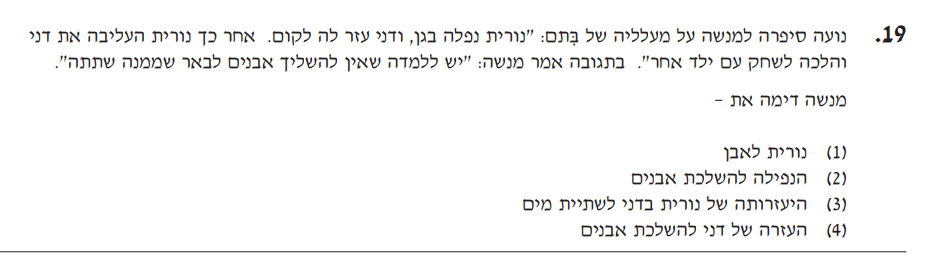 19. נועה סיפרה למנשה על מעלליה של בִּתם: "נורית נפלה בגן, ודני עזר לה לקום. אחר כך נורית העליבה את דני
והלכה לשחק עם ילד אחר". בתגובה אמר מנשה: "יש ללמדה שאין להשליך אבנים לבאר שממנה שתתה".
מנשה דימה את –
(1) נורית לאבן
(2) הנפילה להשלכת אבנים
(3) היעזרותה של נורית בדני לשתיית מים
(4) העזרה של דני להשלכת אבנים